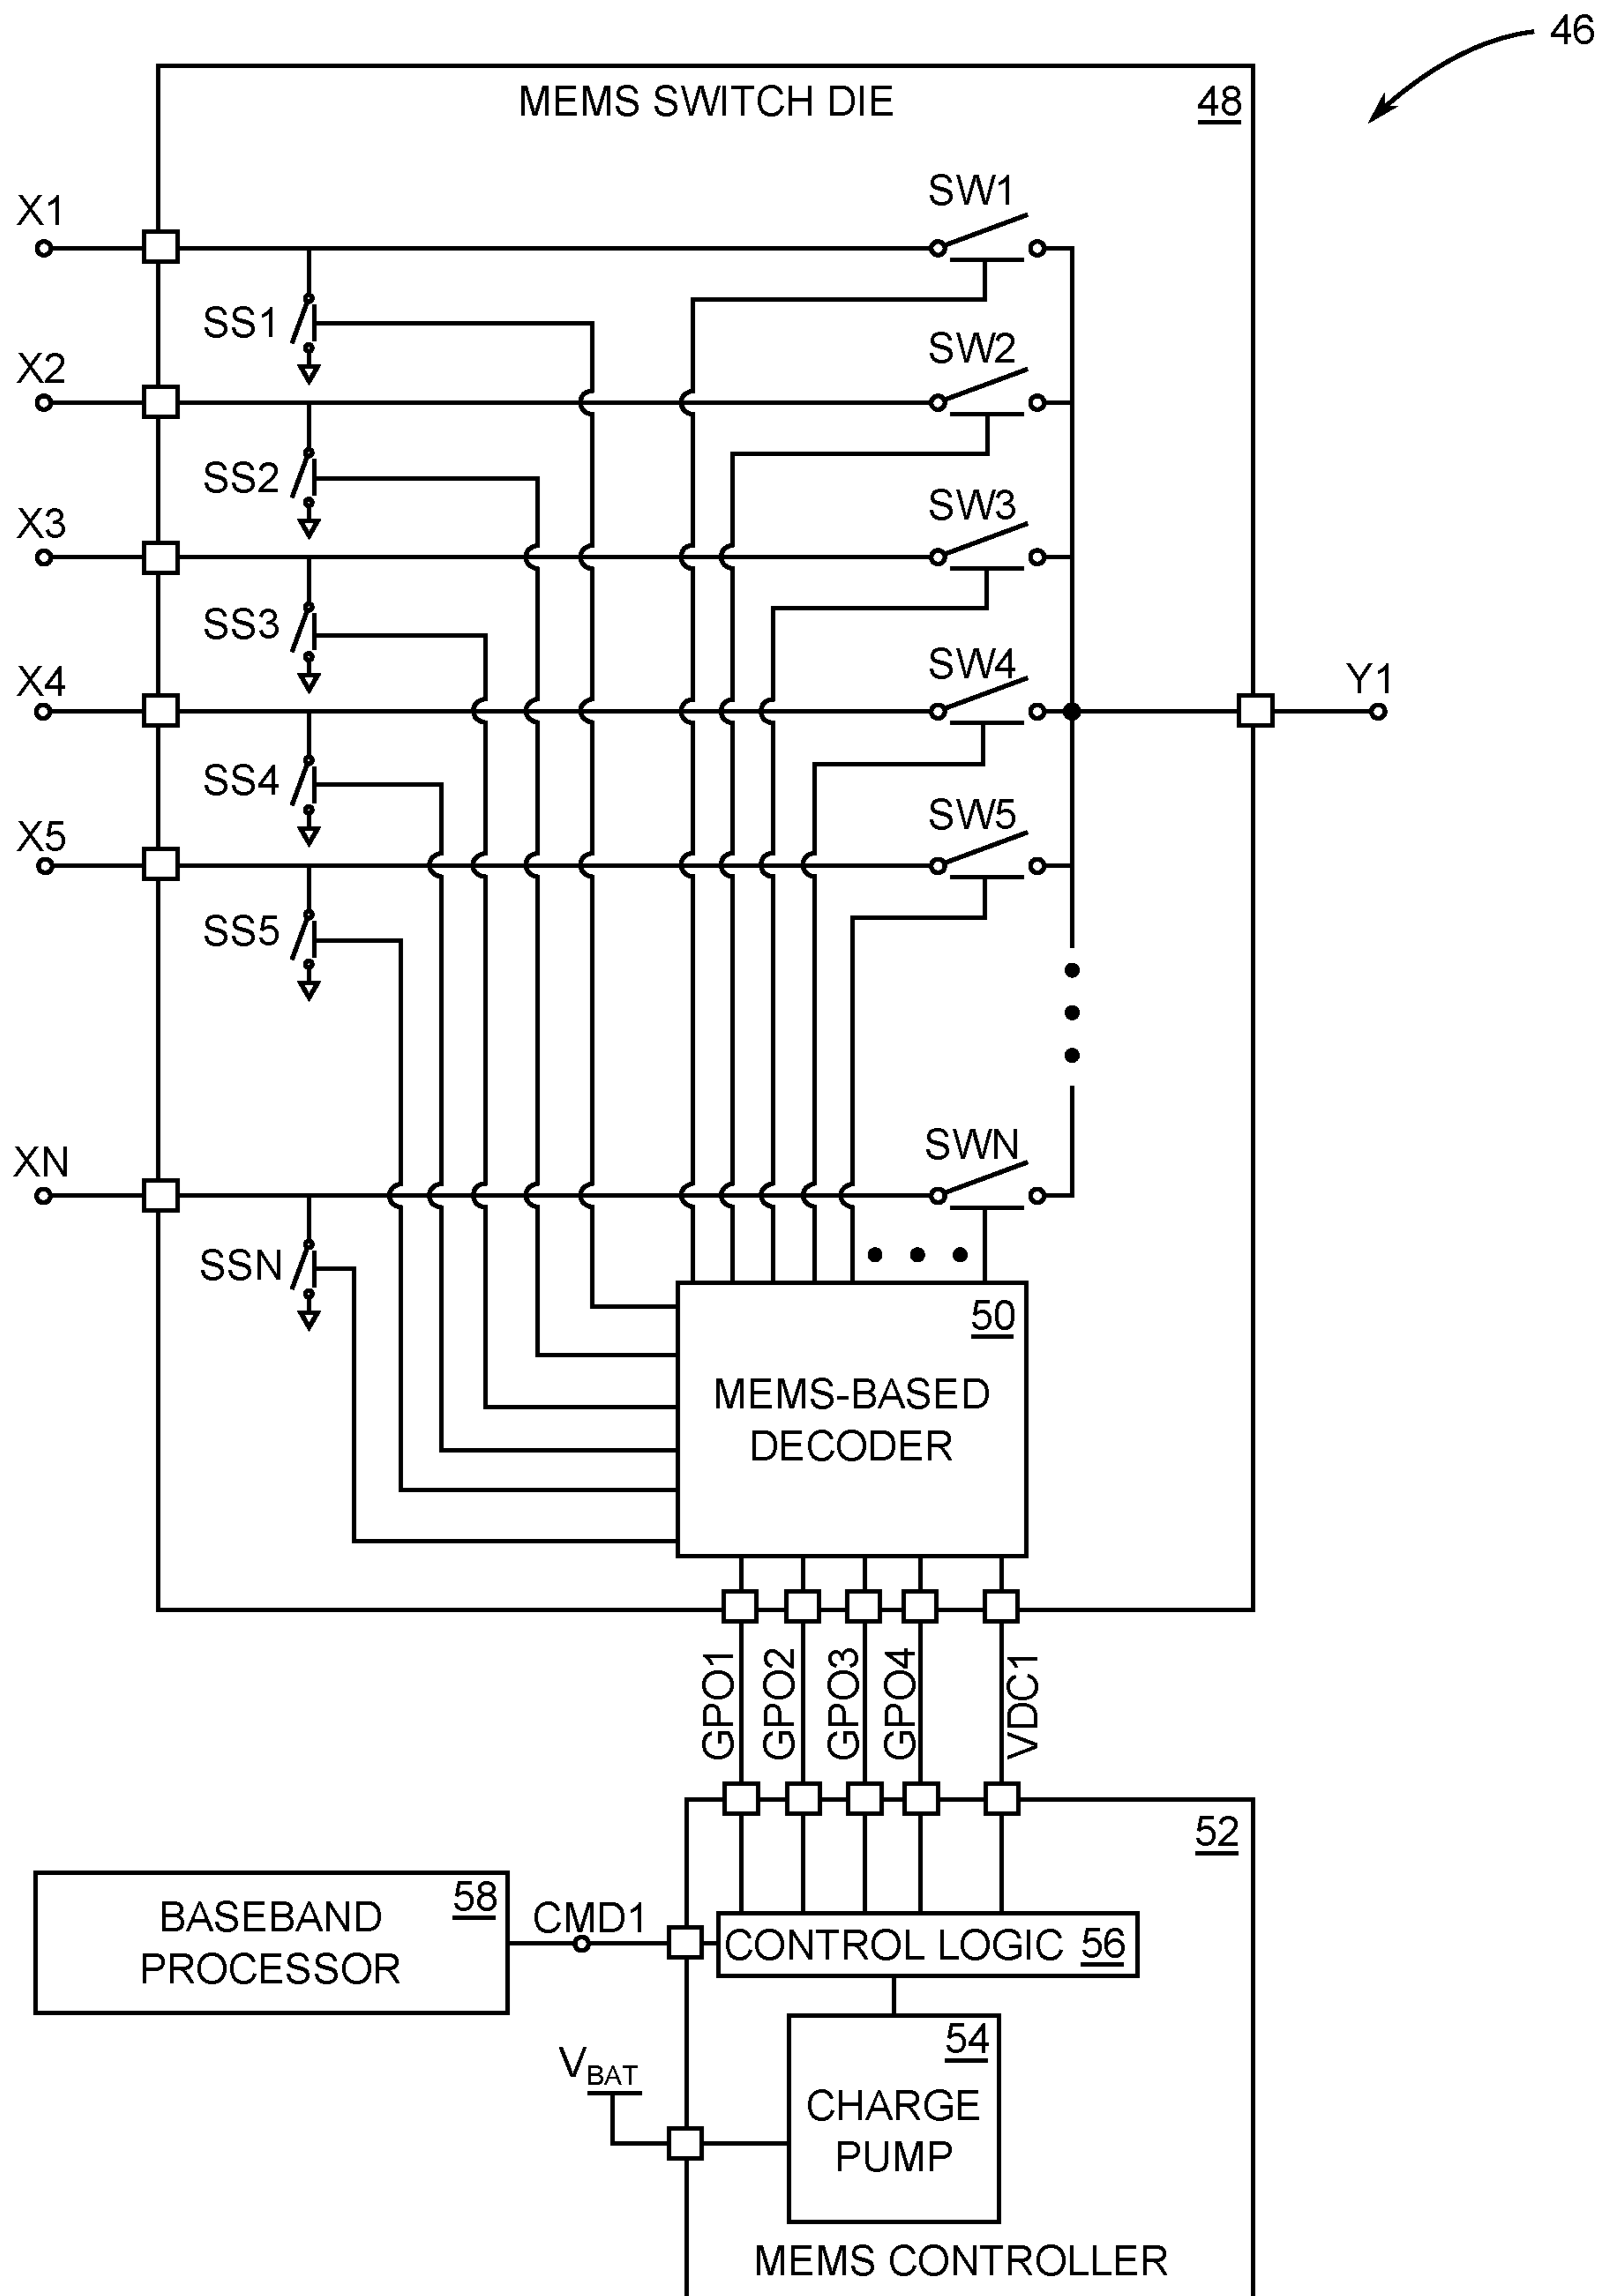 46
MEMS SWITCH DIE
48
X1
SW1
SS1
X2
SW2
SS2
X3
SW3
SS3
X4
SW4
Y1
SS4
X5
SW5
SS5
XN
SWN
SSN
50
MEMS-BASED
DECODER
GPO1
GPO2
GPO3
GPO4
VDC1
52
58
BASEBAND
PROCESSOR
CMD1
CONTROL LOGIC 56
54
VBAT
CHARGE
PUMP
MEMS CONTROLLER